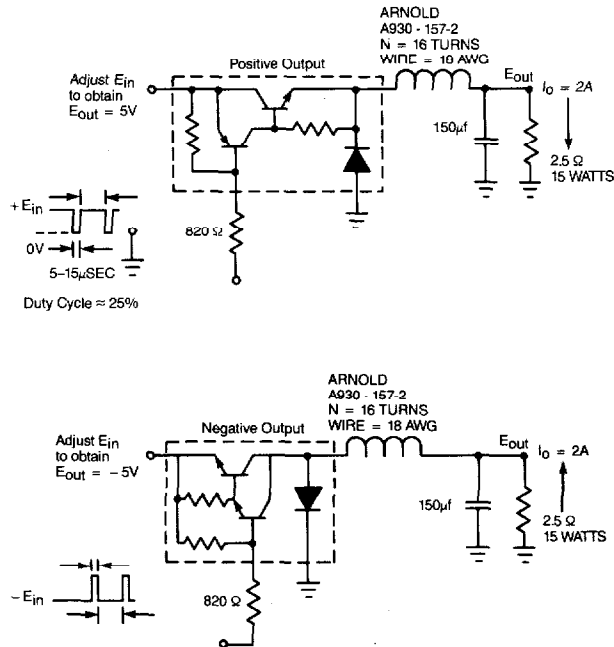 ARNOLD
A930 - 157-2
N = 16 TURNS
WIRE = 18 AWG
Positive Output
Adjust Ein
to obtain
Eout = 5V
Eout
Io = 2A
150μf
2.5 Ω
15 WATTS
+ Ein
0V
5–15μSEC
820 Ω
Duty Cycle ≈ 25%
ARNOLD
A930 - 157-2
N = 16 TURNS
WIRE = 18 AWG
Negative Output
Adjust Ein
to obtain
Eout = – 5V
Eout
Io = 2A
150μf
2.5 Ω
15 WATTS
– Ein
820 Ω